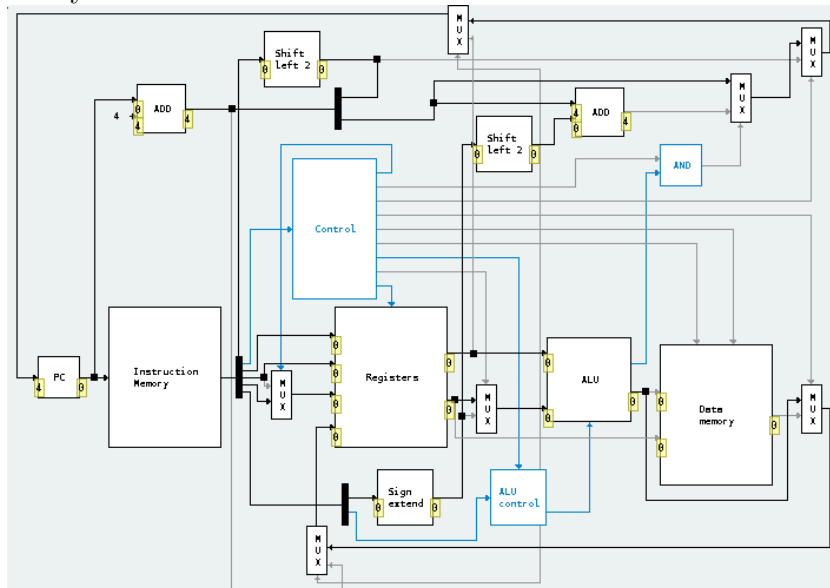 M
U
X
Shift
left 2
0
0
M
U
X
0
ADD
4
4
4
M
U
X
4
ADD
4
0
Shift
left 2
0
0
AND
Control
Instruction
Memory
PC
4
0
0
0
0
0
Registers
0
0
M
U
X
M
U
X
0
0
ALU
0
0
0
Data
memory
0
M
U
X
Sign
extend
0
0
ALU
control
M
U
X